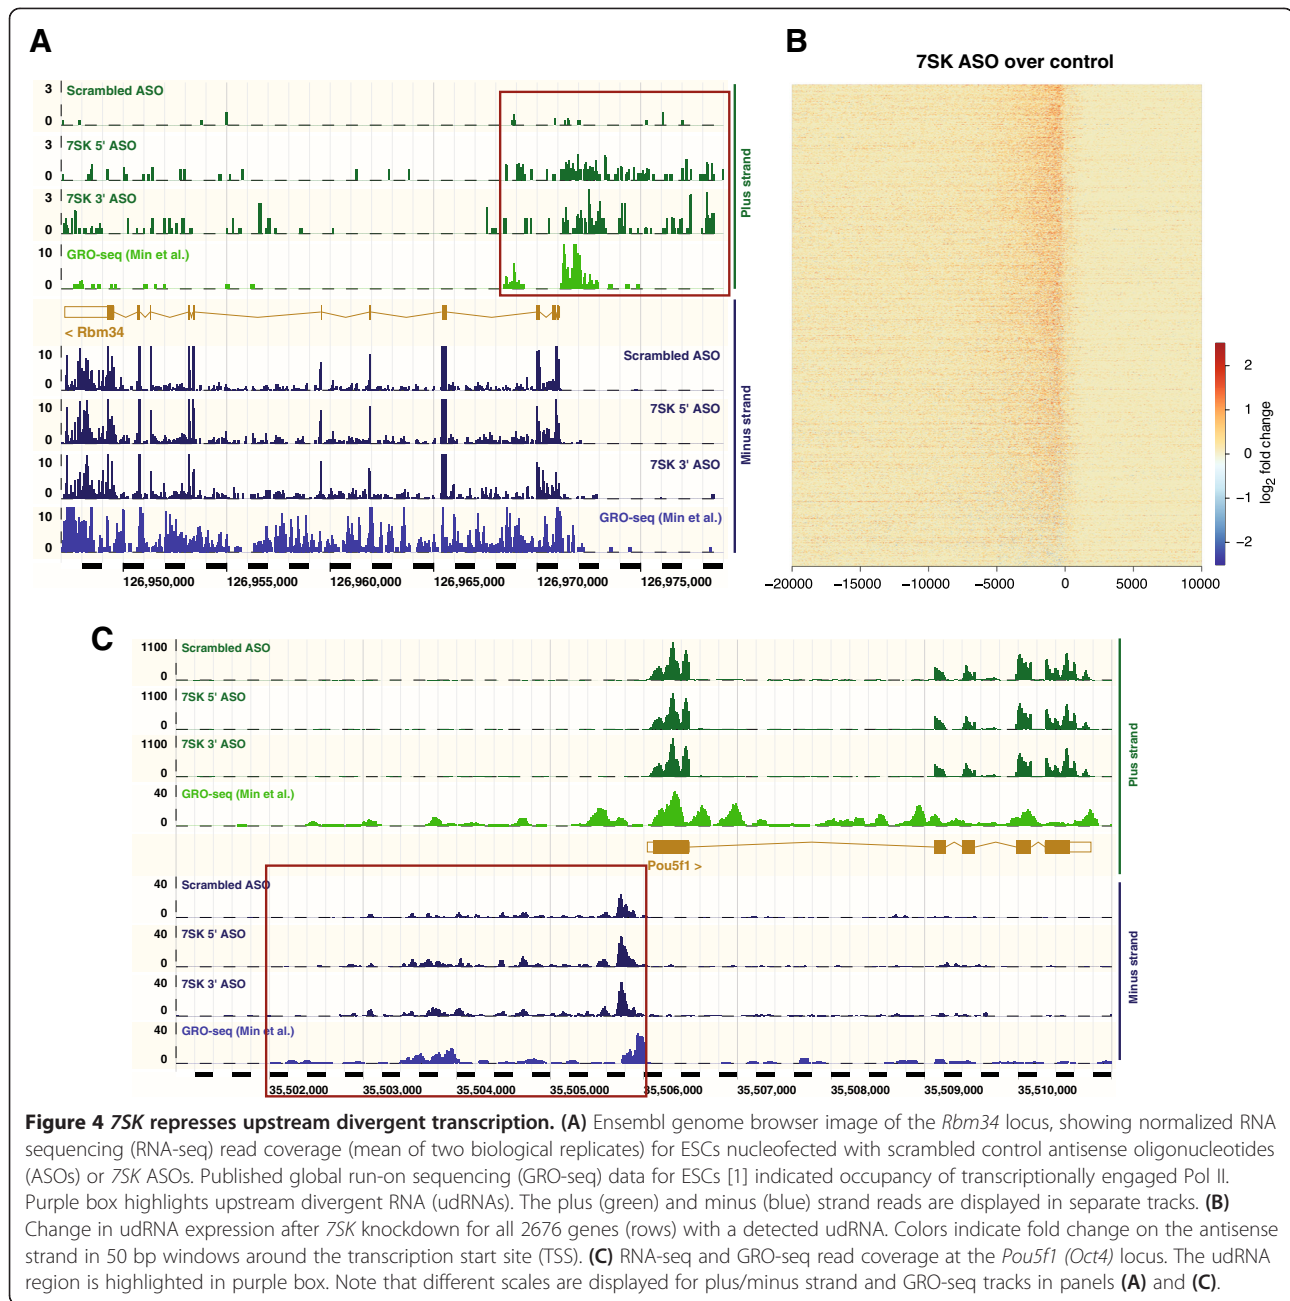 A
3
Scrambled ASO
0
3
7SK 5' ASO
0
3
7SK 3' ASO
0
10
GRO-seq (Min et al.)
0
Plus strand
< Rbm34
10
Scrambled ASO
0
10
7SK 5' ASO
0
10
7SK 3' ASO
0
10
GRO-seq (Min et al.)
0
Minus strand
126,950,000 126,955,000 126,960,000 126,965,000 126,970,000 126,975,000
B
7SK ASO over control
2
1
0
−1
−2
log2 fold change
−20000 −15000 −10000 −5000 0 5000 10000
C
1100
Scrambled ASO
0
1100
7SK 5' ASO
0
1100
7SK 3' ASO
0
40
GRO-seq (Min et al.)
0
Plus strand
Pou5f1 >
40
Scrambled ASO
0
40
7SK 5' ASO
0
40
7SK 3' ASO
0
40
GRO-seq (Min et al.)
0
Minus strand
35,502,000 35,503,000 35,504,000 35,505,000 35,506,000 35,507,000 35,508,000 35,509,000 35,510,000
Figure 4 7SK represses upstream divergent transcription. (A) Ensembl genome browser image of the Rbm34 locus, showing normalized RNA
sequencing (RNA-seq) read coverage (mean of two biological replicates) for ESCs nucleofected with scrambled control antisense oligonucleotides
(ASOs) or 7SK ASOs. Published global run-on sequencing (GRO-seq) data for ESCs [1] indicated occupancy of transcriptionally engaged Pol II.
Purple box highlights upstream divergent RNA (udRNAs). The plus (green) and minus (blue) strand reads are displayed in separate tracks. (B)
Change in udRNA expression after 7SK knockdown for all 2676 genes (rows) with a detected udRNA. Colors indicate fold change on the antisense
strand in 50 bp windows around the transcription start site (TSS). (C) RNA-seq and GRO-seq read coverage at the Pou5f1 (Oct4) locus. The udRNA
region is highlighted in purple box. Note that different scales are displayed for plus/minus strand and GRO-seq tracks in panels (A) and (C).